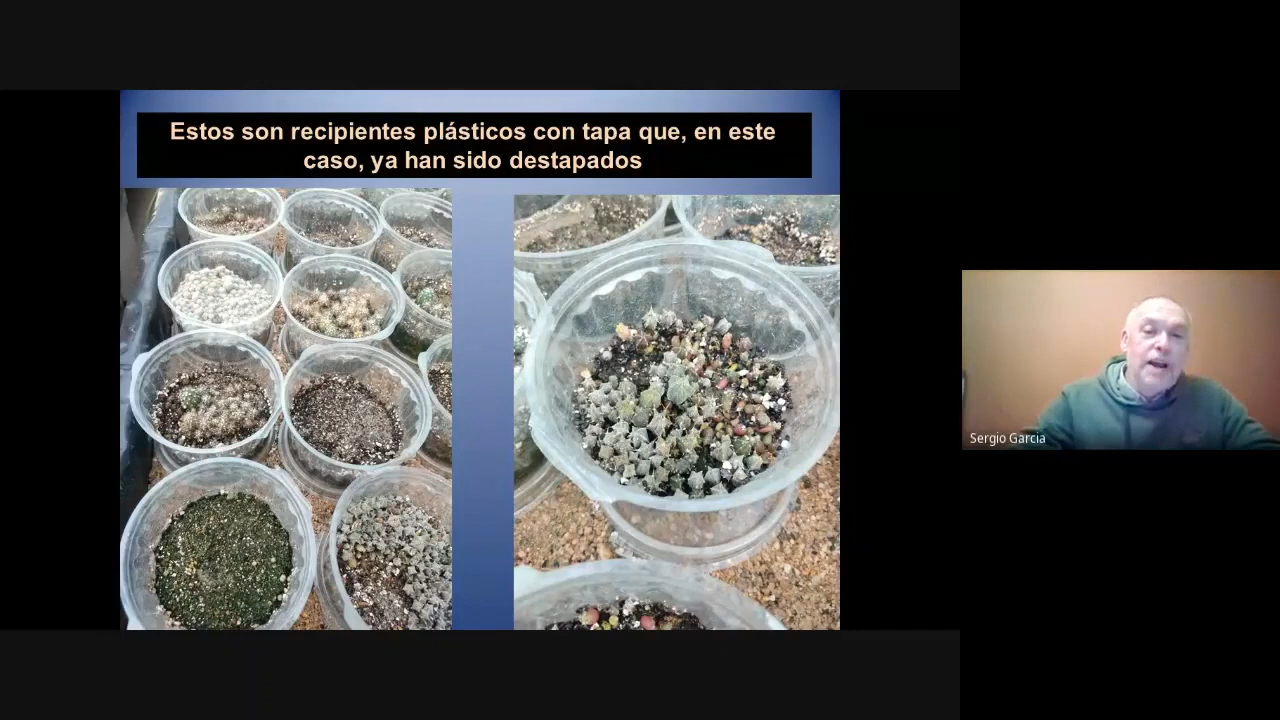 Estos son recipientes plásticos con tapa que, en este
caso, ya han sido destapados
Sergio Garcia